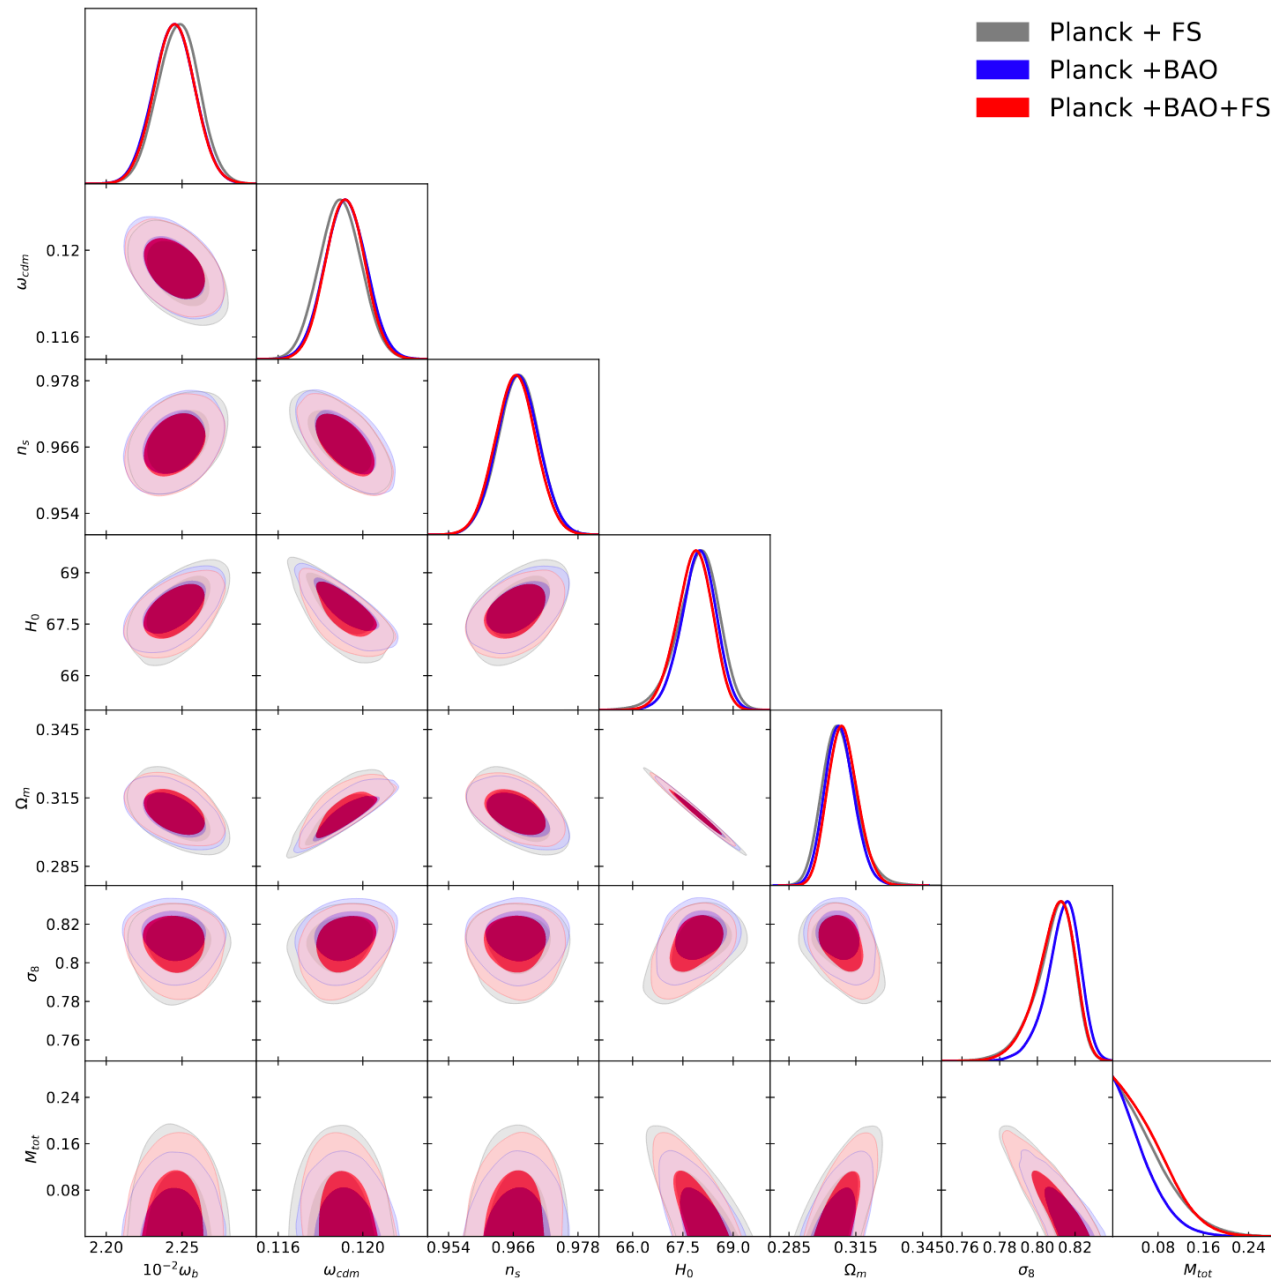 Planck + FS
Planck +BAO
Planck +BAO+FS
0.12
0.116
ω_cdm
0.978
0.966
0.954
n_s
69
67.5
66
H_0
0.345
0.315
0.285
Ω_m
0.82
0.8
0.78
0.76
σ_8
0.24
0.16
0.08
M_tot
2.20 2.25 0.116 0.120 0.954 0.966 0.978 66.0 67.5 69.0 0.285 0.315 0.345 0.76 0.78 0.80 0.82 0.08 0.16 0.24
10^-2 ω_b ω_cdm n_s H_0 Ω_m σ_8 M_tot